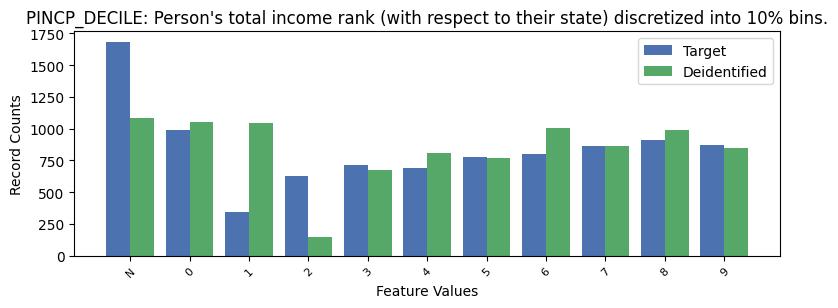 PINCP_DECILE: Person's total income rank (with respect to their state) discretized into 10% bins.
1750
1500
1250
1000
750
500
250
0
Record Counts
Target
Deidentified
N 0 1 2 3 4 5 6 7 8 9
Feature Values